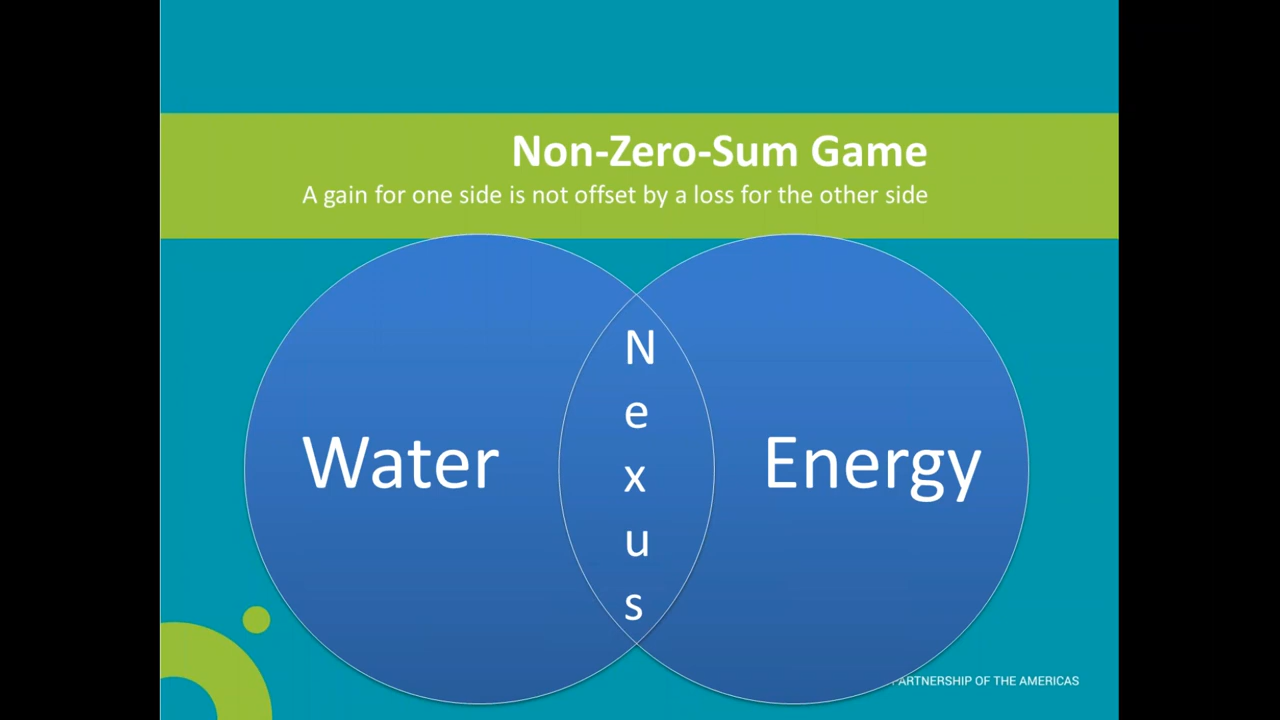 Non-Zero-Sum Game
A gain for one side is not offset by a loss for the other side
Water
N
e
x
u
s
Energy
ARTNERSHIP OF THE AMERICAS